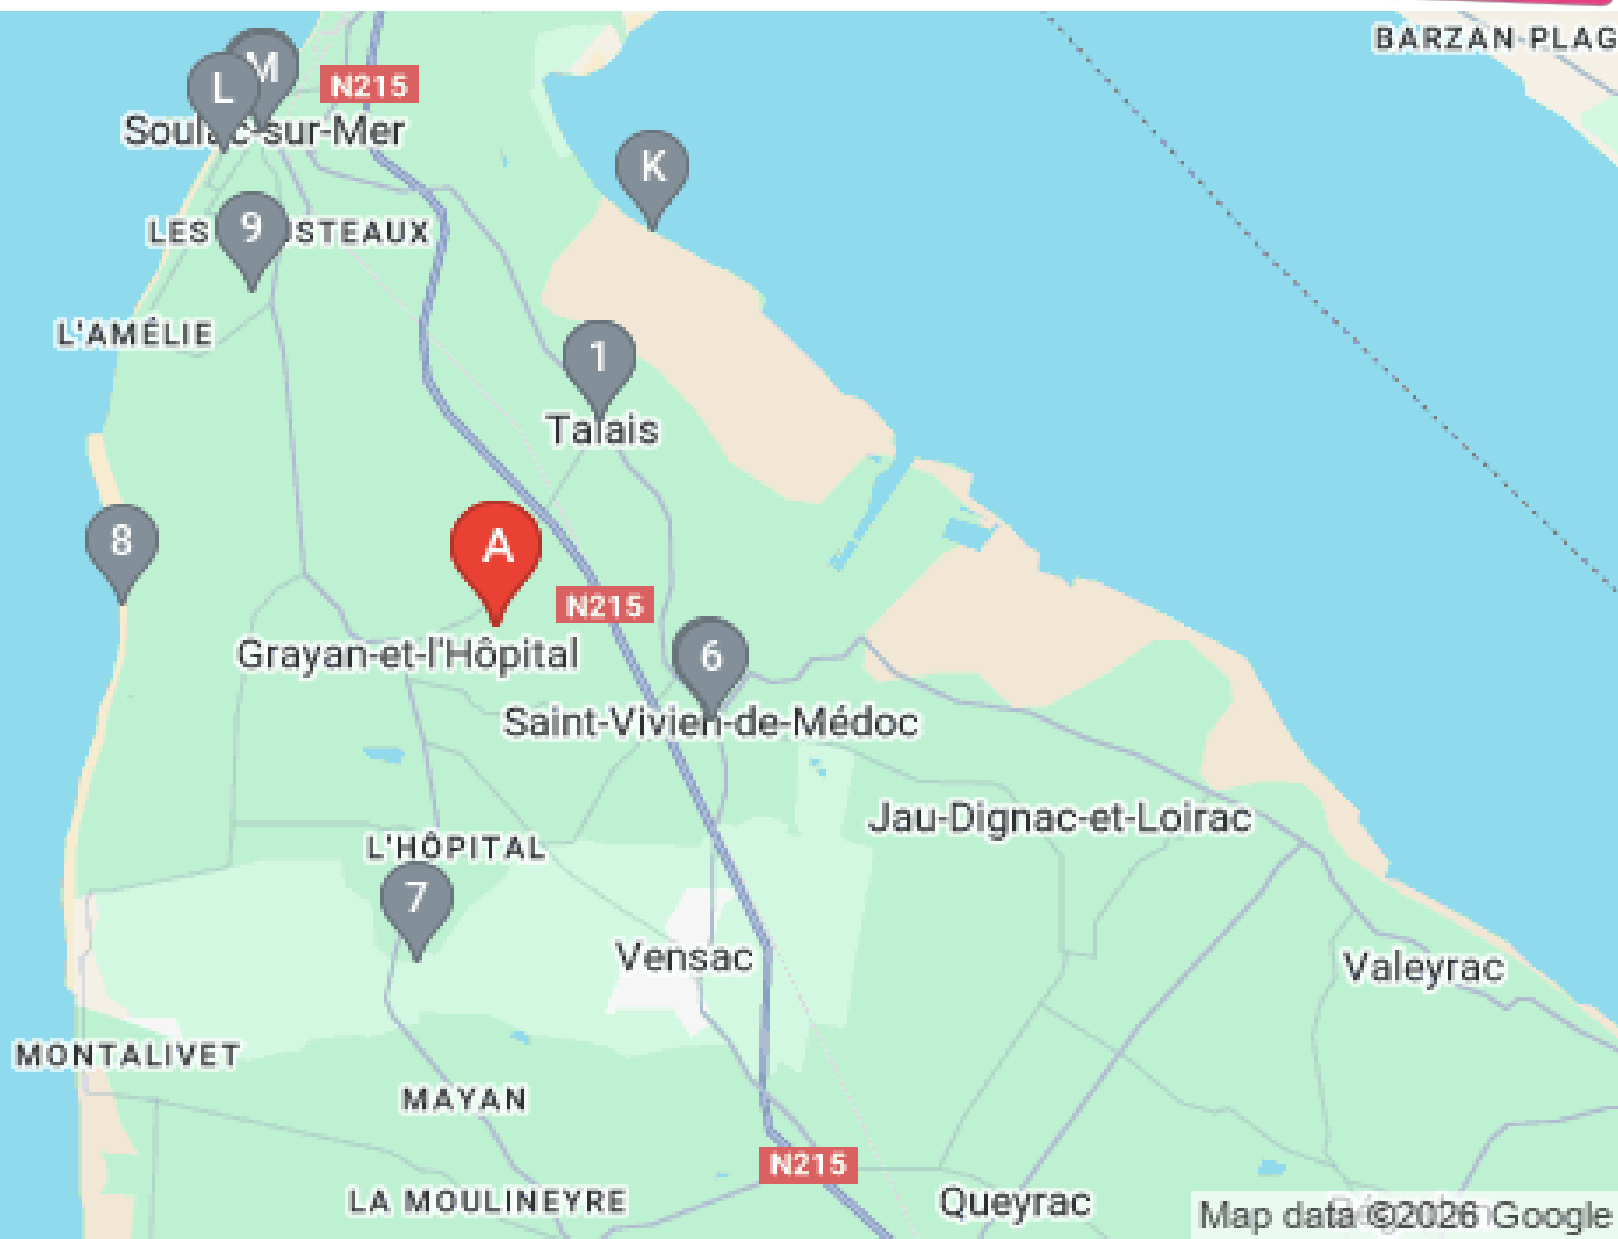 BARZAN-PLAG
M
L
N215
Soulac-sur-Mer
K
9
LES STEAUX
L'AMÉLIE
1
Talais
8
A
N215
Grayan-et-l'Hôpital
6
Saint-Vivien-de-Médoc
Jau-Dignac-et-Loirac
L'HÔPITAL
7
Vensac
Valeyrac
MONTALIVET
MAYAN
N215
LA MOULINEYRE
Queyrac
Map data ©2026 Google